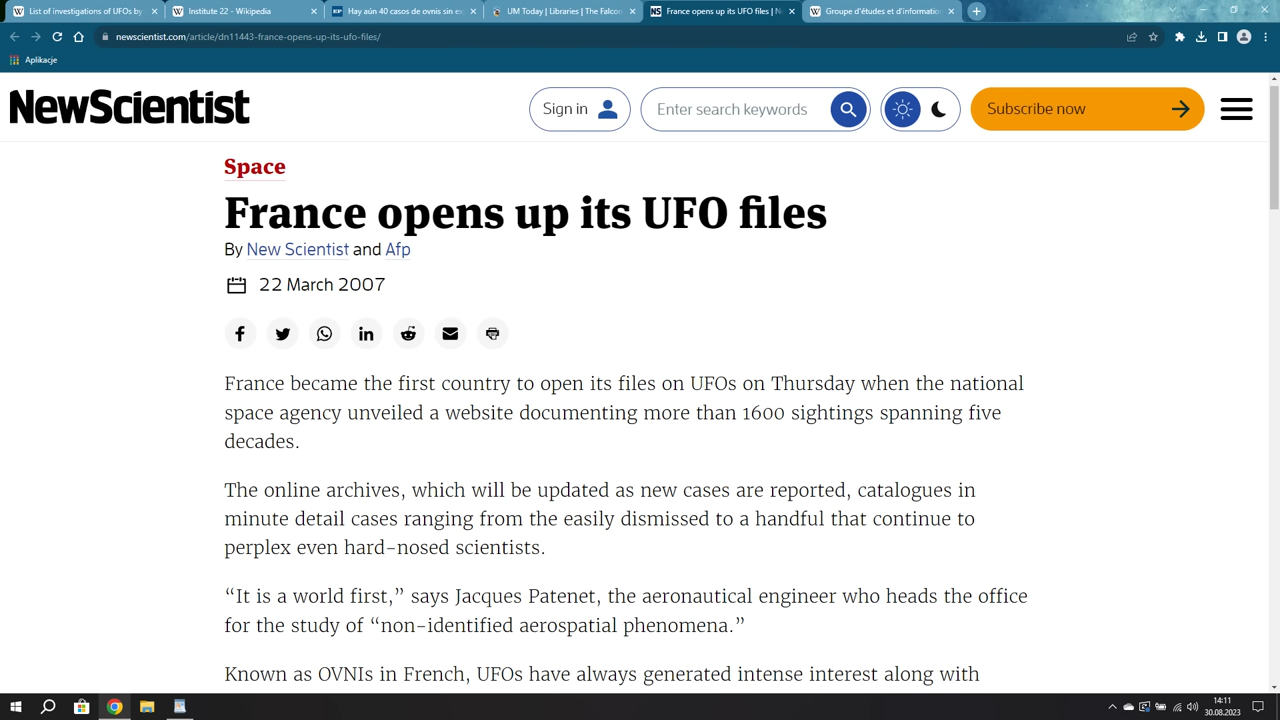 List of investigations of UFOs by
Institute 22 - Wikipedia
Hay aún 40 casos de ovnis sin ex
UM Today | Libraries | The Falcon
NS France opens up its UFO files | N
Groupe d'études et d'informatio
newscientist.com/article/dn11443-france-opens-up-its-ufo-files/
Aplikacje
NewScientist
Sign in
Enter search keywords
Subscribe now
Space
France opens up its UFO files
By New Scientist and Afp
22 March 2007
France became the first country to open its files on UFOs on Thursday when the national
space agency unveiled a website documenting more than 1600 sightings spanning five
decades.
The online archives, which will be updated as new cases are reported, catalogues in
minute detail cases ranging from the easily dismissed to a handful that continue to
perplex even hard-nosed scientists.
“It is a world first,” says Jacques Patenet, the aeronautical engineer who heads the office
for the study of “non-identified aerospatial phenomena.”
Known as OVNIs in French, UFOs have always generated intense interest along with
14:11
30.08.2023